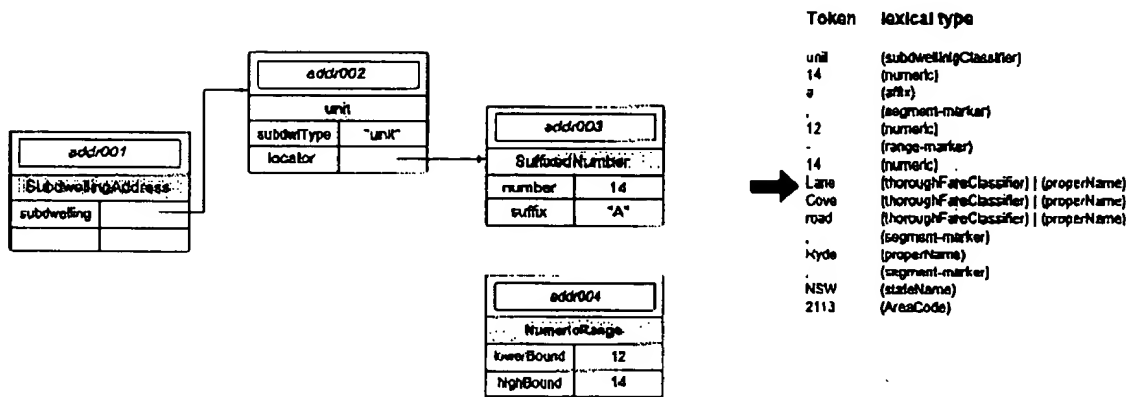 Token lexical type
addr002
unit
subdwlType "unit"
locator
addr001
SubdwellingAddress
subdwelling
addr003
SuffixedNumber
number 14
suffix "A"
addr004
NumericRange
lowerBound 12
highBound 14
unit (subdwellingClassifier)
14 (numeric)
a (affix)
, (segment-marker)
12 (numeric)
- (range-marker)
14 (numeric)
Lane (thoroughFareClassifier) | (properName)
Cove (thoroughFareClassifier) | (properName)
road (thoroughFareClassifier) | (properName)
, (segment-marker)
Ryde (properName)
, (segment-marker)
NSW (stateName)
2113 (AreaCode)